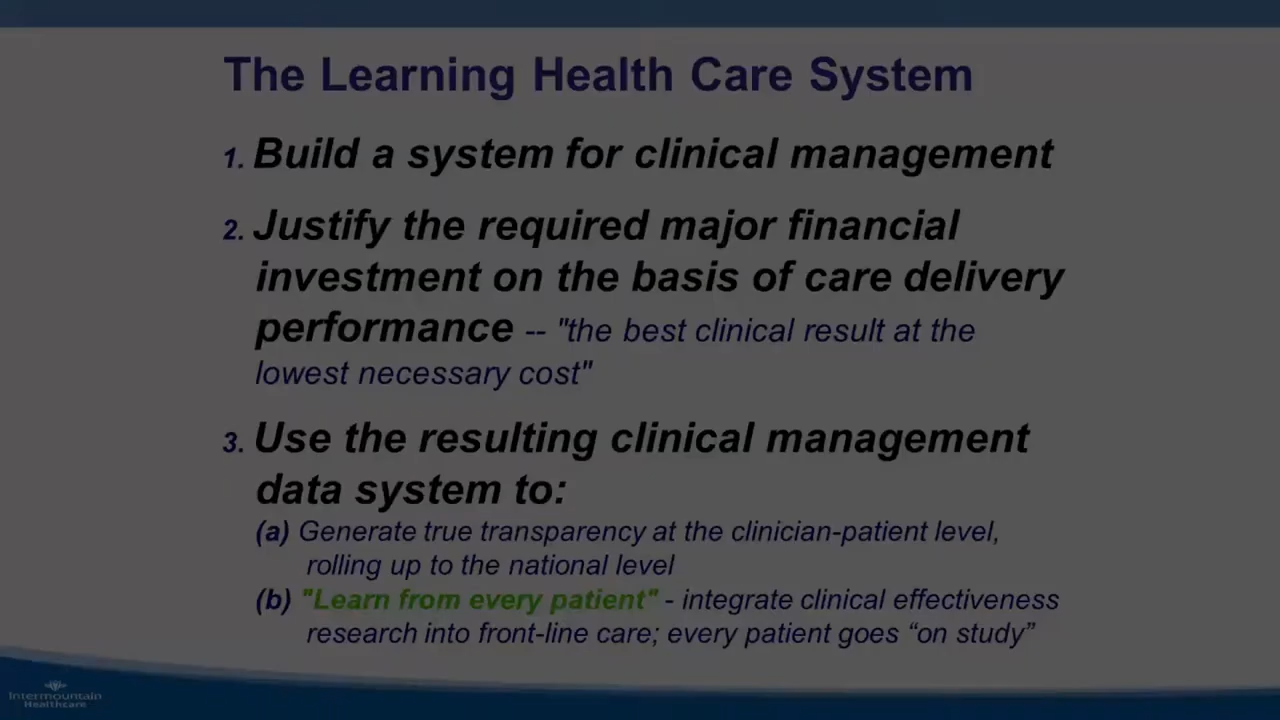 The Learning Health Care System
1. Build a system for clinical management
2. Justify the required major financial
investment on the basis of care delivery
performance -- "the best clinical result at the
lowest necessary cost"
3. Use the resulting clinical management
data system to:
(a) Generate true transparency at the clinician-patient level,
rolling up to the national level
(b) "Learn from every patient" - integrate clinical effectiveness
research into front-line care; every patient goes “on study”
Intermountain
Healthcare